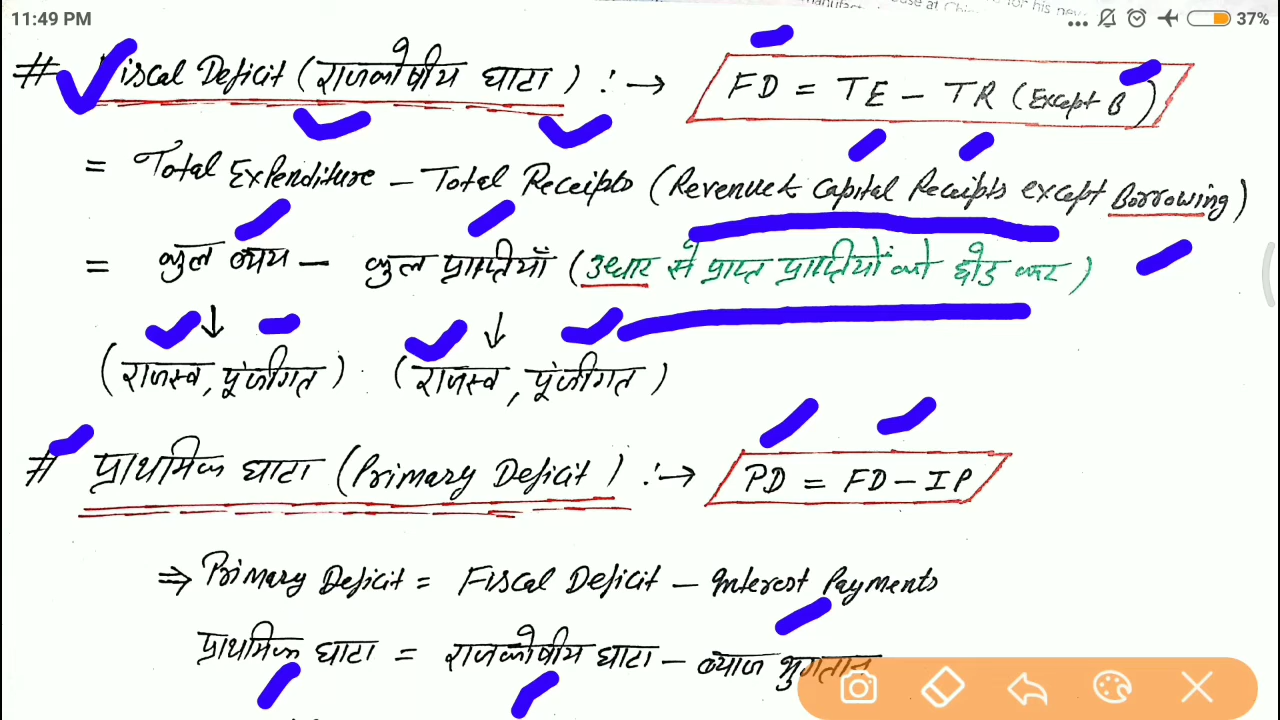 11:49 PM
37%
# Fiscal Deficit (राजकोषीय घाटा) :→ FD = TE – TR (Except B)
= Total Expenditure – Total Receipts (Revenue & Capital Receipts except Borrowing)
= कुल व्यय – कुल प्राप्तियाँ (उधार से प्राप्त प्राप्तियों को छोड़ कर)
↓ ↓
(राजस्व, पूंजीगत) (राजस्व, पूंजीगत)
# प्राथमिक घाटा (Primary Deficit) :→ PD = FD – IP
⇒ Primary Deficit = Fiscal Deficit – Interest Payments
प्राथमिक घाटा = राजकोषीय घाटा – ब्याज भुगतान